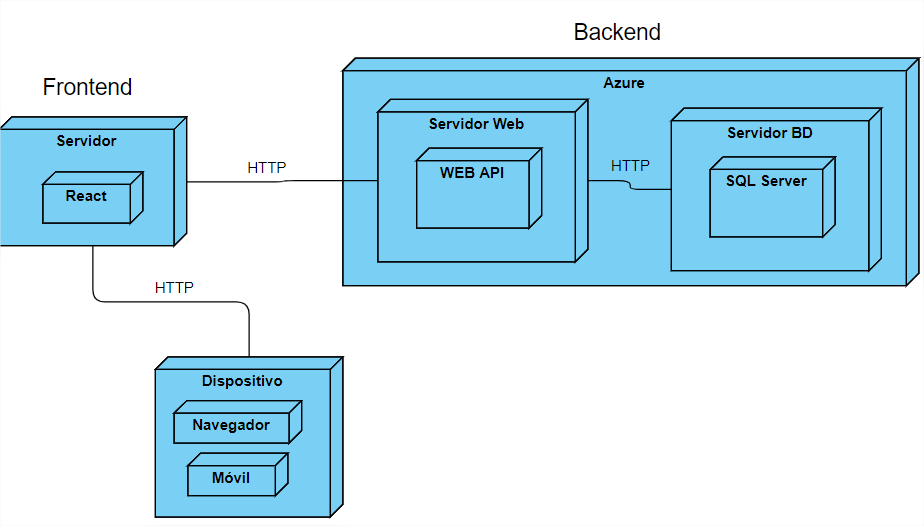 Backend
Frontend
Azure
Servidor
Servidor Web
Servidor BD
HTTP
WEB API
HTTP
SQL Server
React
HTTP
Dispositivo
Navegador
Móvil